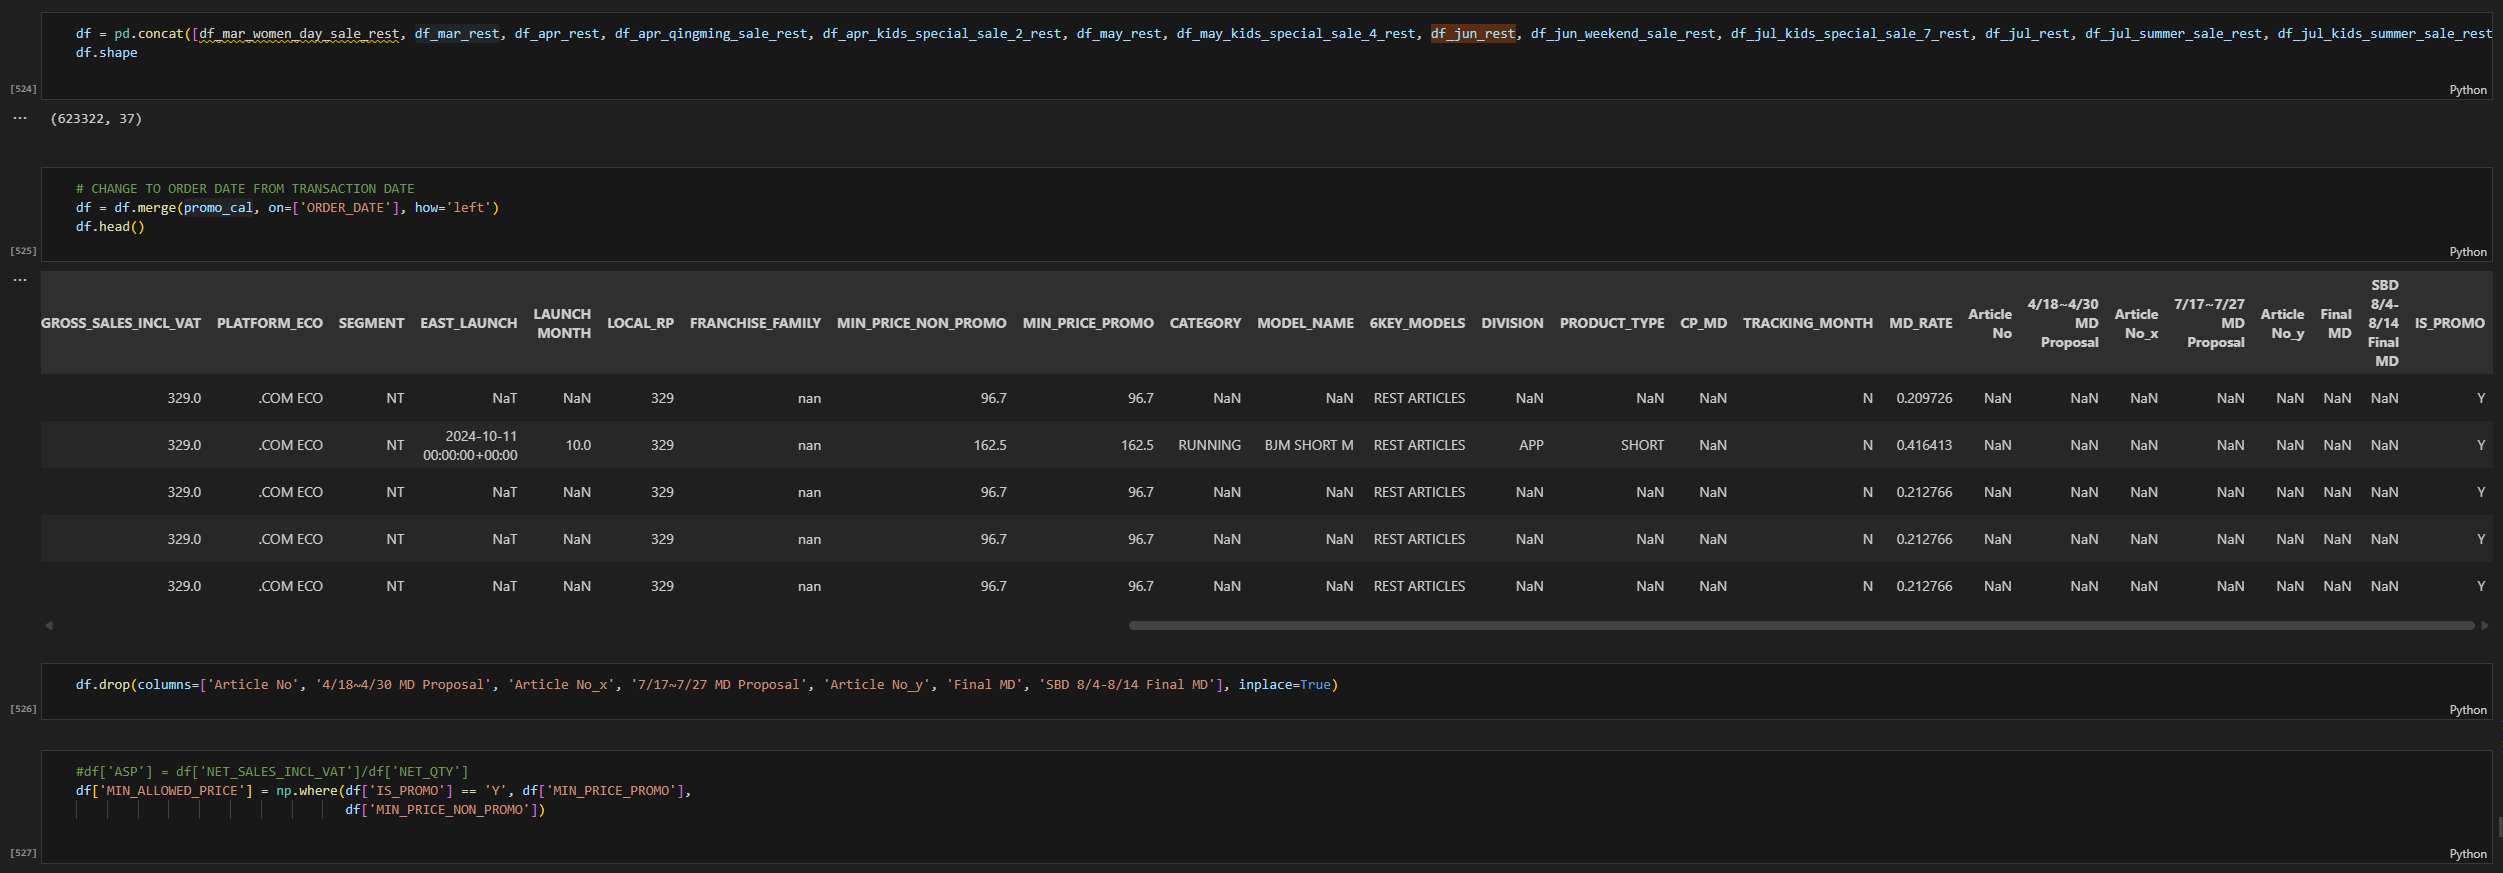 df = pd.concat([df_mar_women_day_sale_rest, df_mar_rest, df_apr_rest, df_apr_qingming_sale_rest, df_apr_kids_special_sale_2_rest, df_may_rest, df_may_kids_special_sale_4_rest, df_jun_rest, df_jun_weekend_sale_rest, df_jul_kids_special_sale_7_rest, df_jul_rest, df_jul_summer_sale_rest, df_jul_kids_summer_sale_rest
df.shape
[524]
Python
(623322, 37)
# CHANGE TO ORDER DATE FROM TRANSACTION DATE
df = df.merge(promo_cal, on=['ORDER_DATE'], how='left')
df.head()
[525]
Python
GROSS_SALES_INCL_VAT PLATFORM_ECO SEGMENT EAST_LAUNCH LAUNCH MONTH LOCAL_RP FRANCHISE_FAMILY MIN_PRICE_NON_PROMO MIN_PRICE_PROMO CATEGORY MODEL_NAME 6KEY_MODELS DIVISION PRODUCT_TYPE CP_MD TRACKING_MONTH MD_RATE Article No 4/18~4/30 MD Proposal Article No_x 7/17~7/27 MD Proposal Article No_y Final MD SBD 8/4-8/14 Final MD IS_PROMO
329.0 .COM ECO NT NaT NaN 329 nan 96.7 96.7 NaN NaN REST ARTICLES NaN NaN NaN N 0.209726 NaN NaN NaN NaN NaN NaN NaN Y
329.0 .COM ECO NT 2024-10-11 00:00:00+00:00 10.0 329 nan 162.5 162.5 RUNNING BJM SHORT M REST ARTICLES APP SHORT NaN N 0.416413 NaN NaN NaN NaN NaN NaN NaN Y
329.0 .COM ECO NT NaT NaN 329 nan 96.7 96.7 NaN NaN REST ARTICLES NaN NaN NaN N 0.212766 NaN NaN NaN NaN NaN NaN NaN Y
329.0 .COM ECO NT NaT NaN 329 nan 96.7 96.7 NaN NaN REST ARTICLES NaN NaN NaN N 0.212766 NaN NaN NaN NaN NaN NaN NaN Y
329.0 .COM ECO NT NaT NaN 329 nan 96.7 96.7 NaN NaN REST ARTICLES NaN NaN NaN N 0.212766 NaN NaN NaN NaN NaN NaN NaN Y
df.drop(columns=['Article No', '4/18~4/30 MD Proposal', 'Article No_x', '7/17~7/27 MD Proposal', 'Article No_y', 'Final MD', 'SBD 8/4-8/14 Final MD'], inplace=True)
[526]
Python
#df['ASP'] = df['NET_SALES_INCL_VAT']/df['NET_QTY']
df['MIN_ALLOWED_PRICE'] = np.where(df['IS_PROMO'] == 'Y', df['MIN_PRICE_PROMO'],
df['MIN_PRICE_NON_PROMO'])
[527]
Python